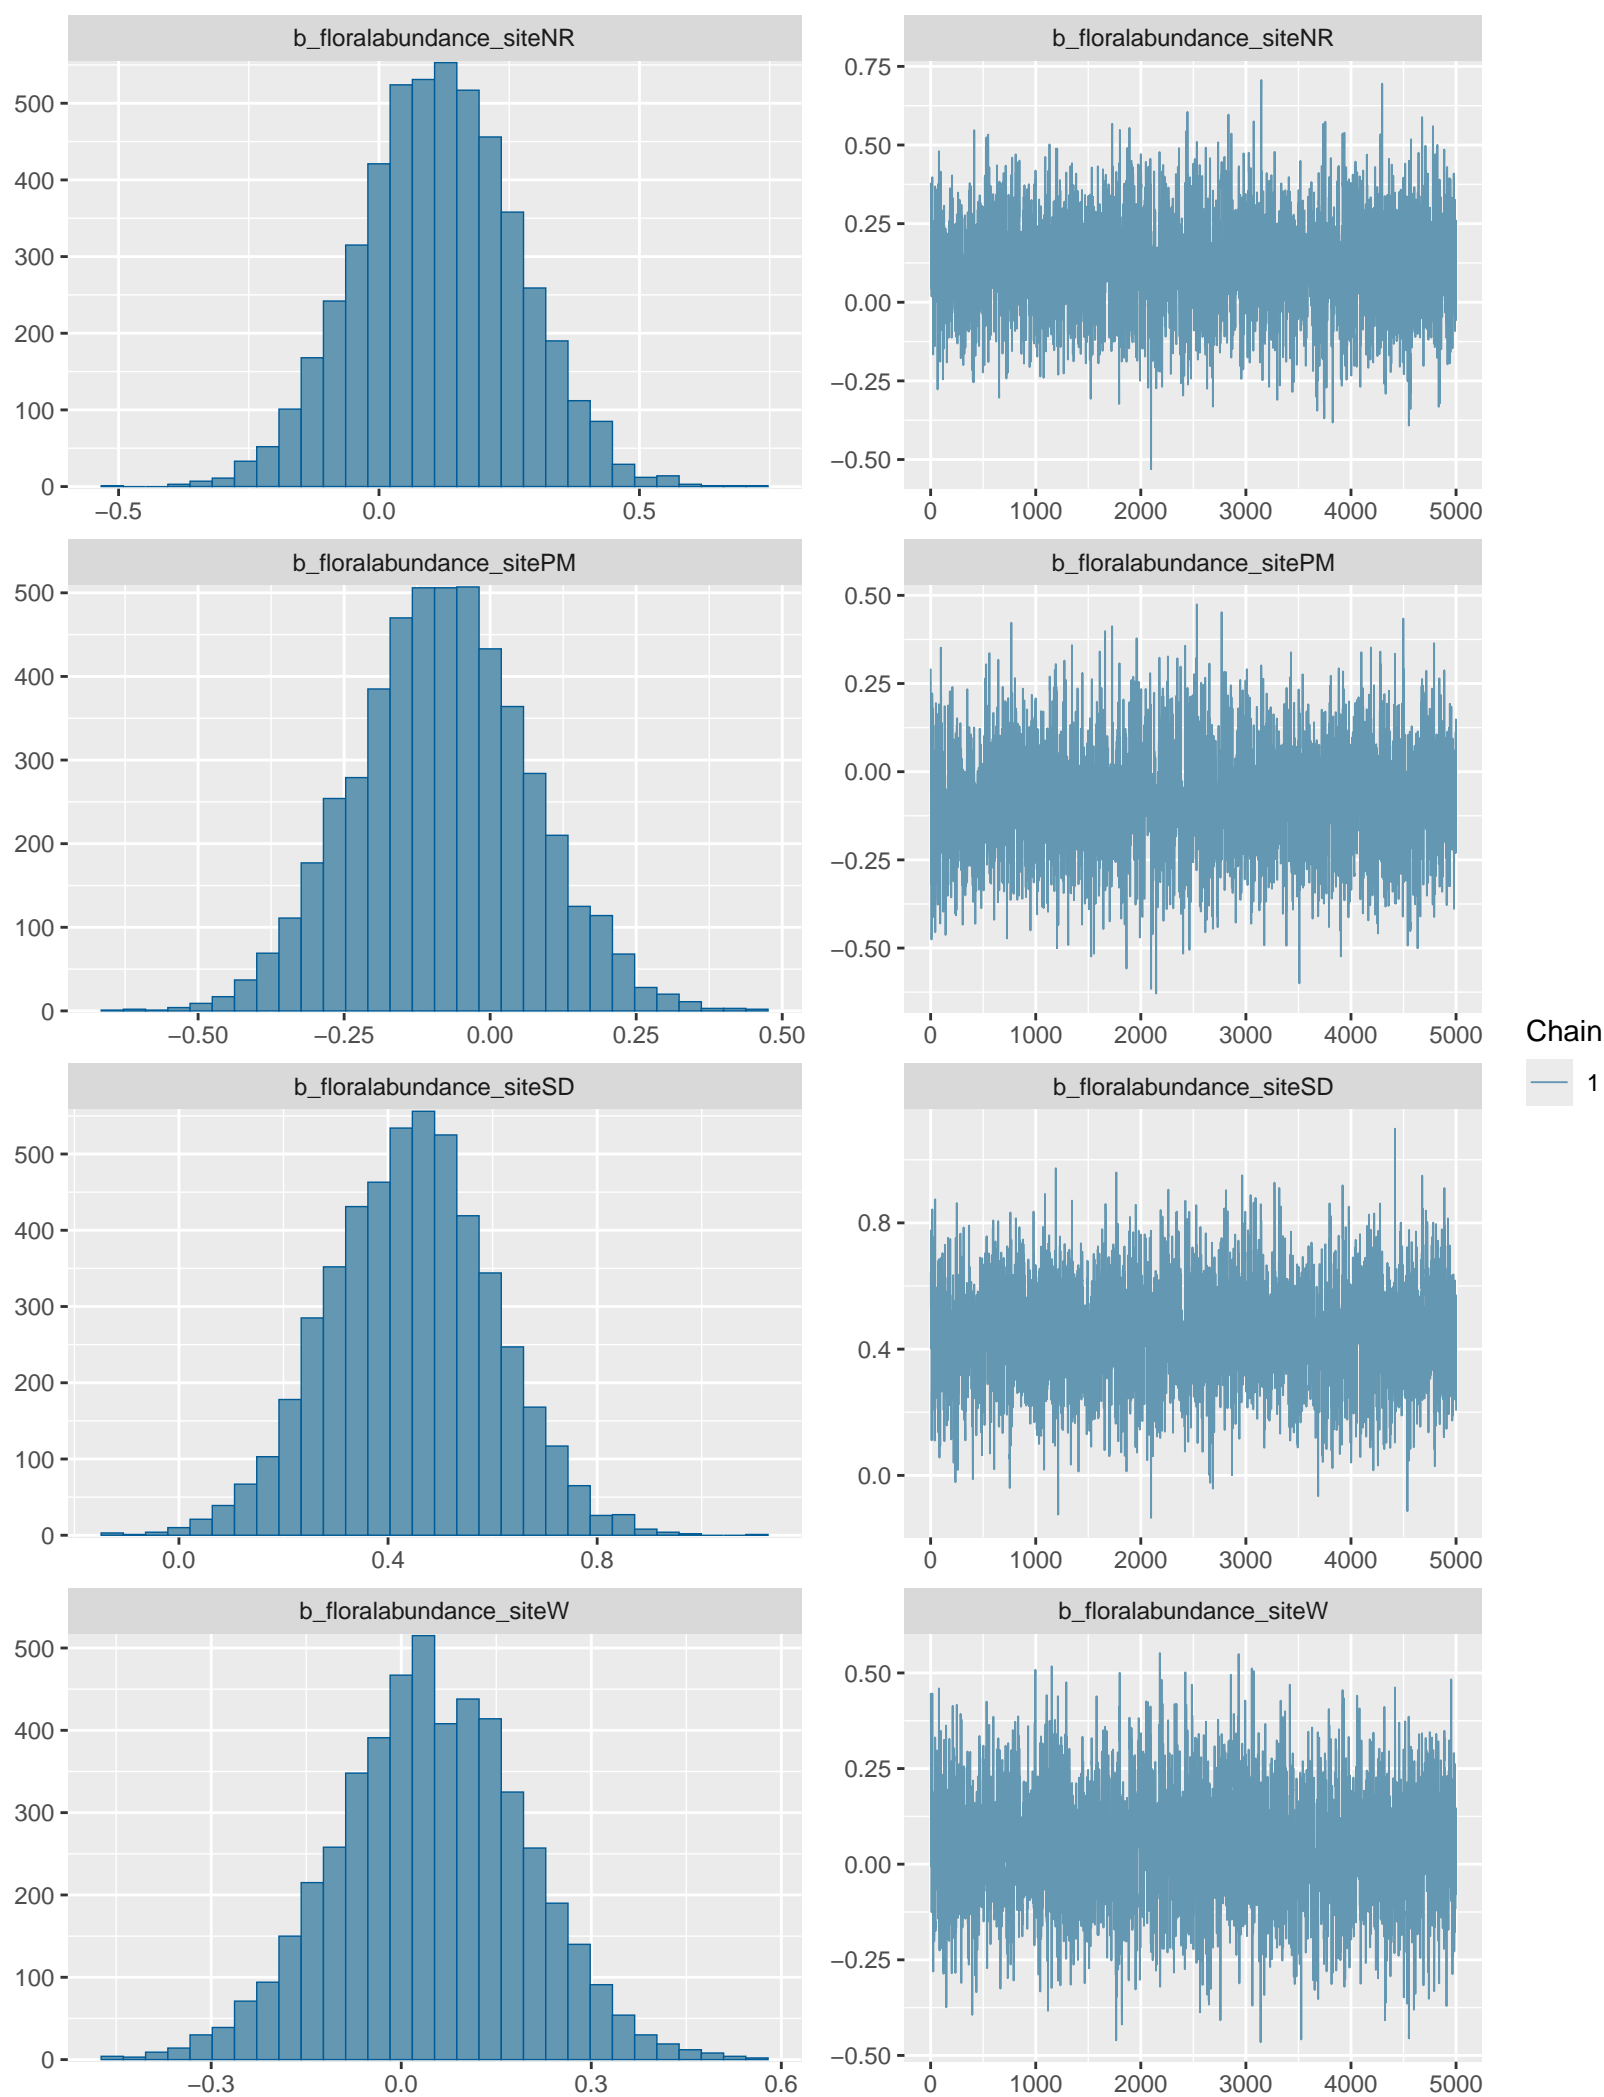 b_floralabundance_siteNR
b_floralabundance_siteNR
500
400
300
200
100
0
−0.5 0.0 0.5
0.75
0.50
0.25
0.00
−0.25
−0.50
0 1000 2000 3000 4000 5000
b_floralabundance_sitePM
b_floralabundance_sitePM
500
400
300
200
100
0
−0.50 −0.25 0.00 0.25 0.50
0.50
0.25
0.00
−0.25
−0.50
0 1000 2000 3000 4000 5000
b_floralabundance_siteSD
b_floralabundance_siteSD
500
400
300
200
100
0
0.0 0.4 0.8
0.8
0.4
0.0
0 1000 2000 3000 4000 5000
b_floralabundance_siteW
b_floralabundance_siteW
500
400
300
200
100
0
−0.3 0.0 0.3 0.6
0.50
0.25
0.00
−0.25
−0.50
0 1000 2000 3000 4000 5000
Chain
1